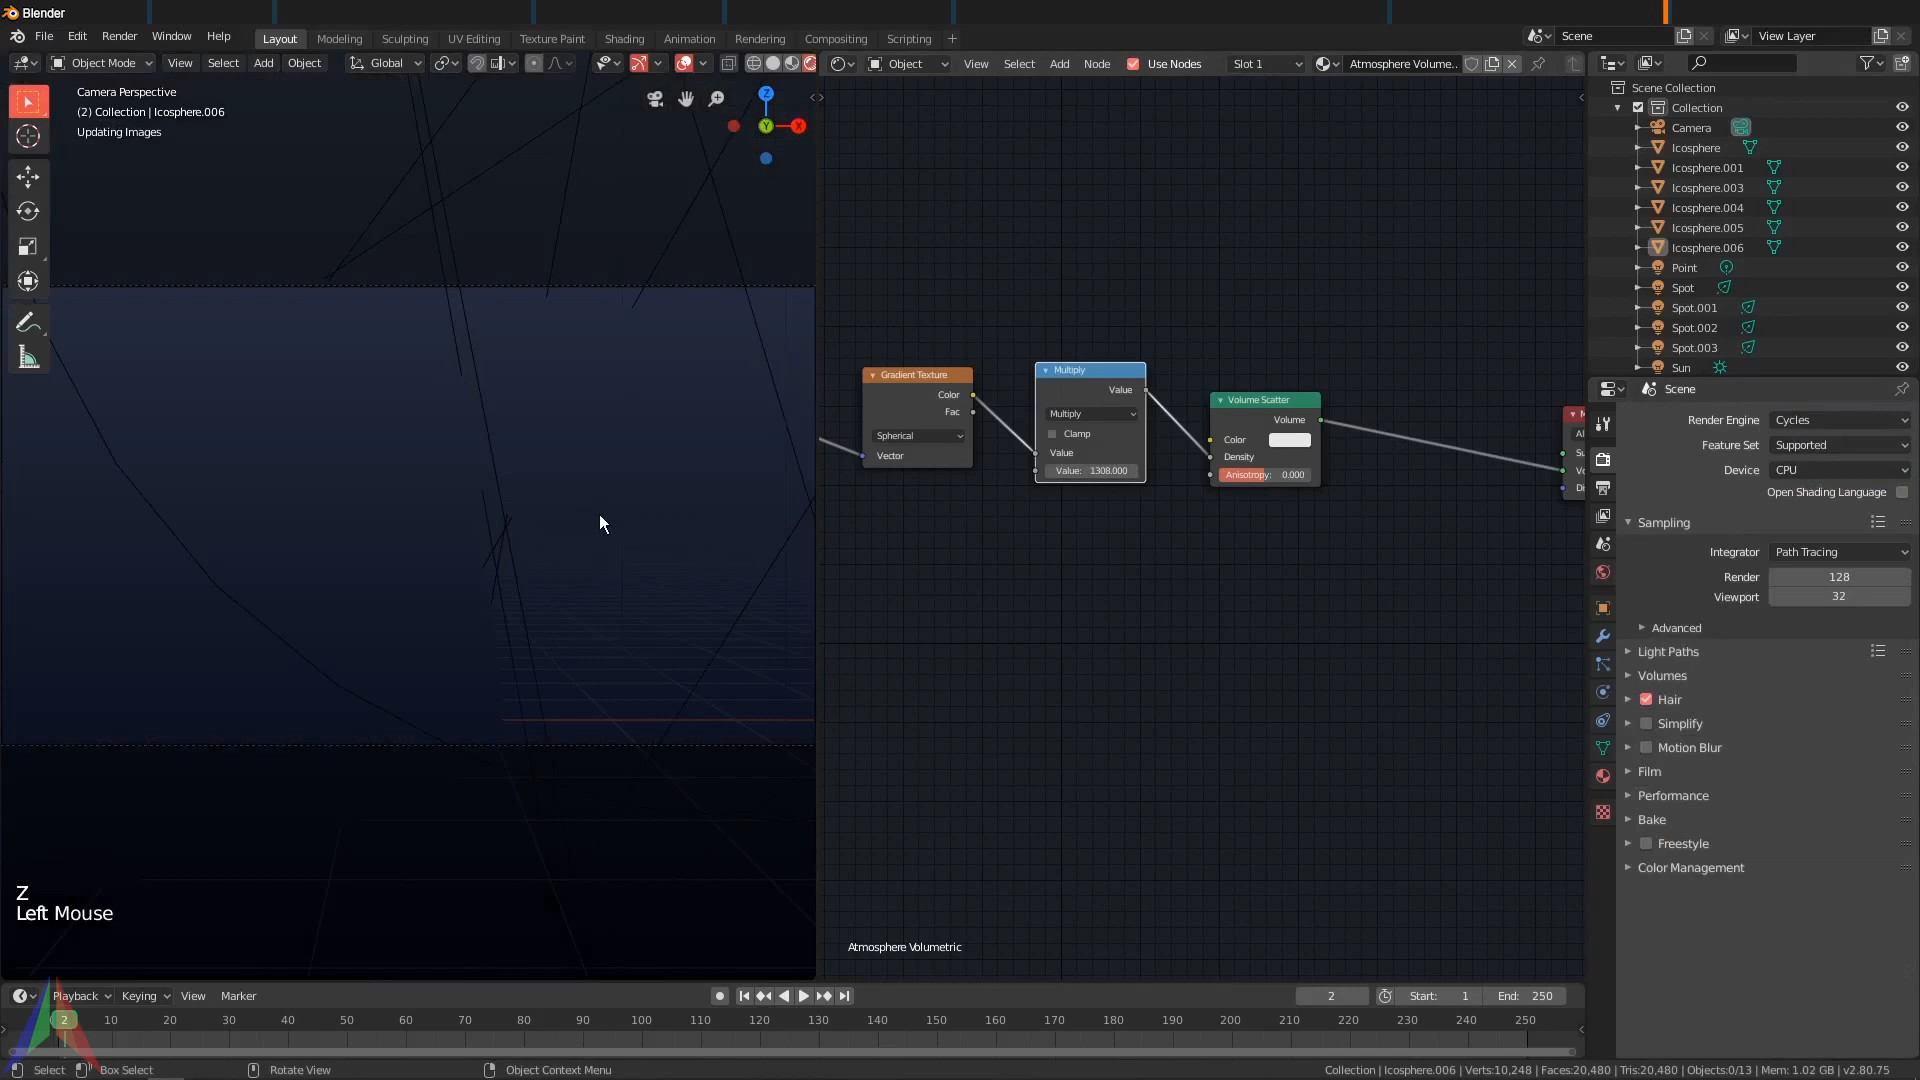 Blender
File Edit Render Window Help
Layout Modeling Sculpting UV Editing Texture Paint Shading Animation Rendering Compositing Scripting +
Scene
View Layer
Object Mode View Select Add Object Global
Object View Select Add Node Use Nodes Slot 1 Atmosphere Volume..
Camera Perspective
(2) Collection | Icosphere.006
Updating Images
Z
Y
X
Gradient Texture
Color
Fac
Spherical
Vector
Multiply
Value
Multiply
Clamp
Value
Value: 1308.000
Volume Scatter
Volume
Color
Density
Anisotropy: 0.000
M
Al
Su
Vo
Di
Atmosphere Volumetric
Z
Left Mouse
Scene Collection
Collection
Camera
Icosphere
Icosphere.001
Icosphere.003
Icosphere.004
Icosphere.005
Icosphere.006
Point
Spot
Spot.001
Spot.002
Spot.003
Sun
Scene
Render Engine Cycles
Feature Set Supported
Device CPU
Open Shading Language
Sampling
Integrator Path Tracing
Render 128
Viewport 32
Advanced
Light Paths
Volumes
Hair
Simplify
Motion Blur
Film
Performance
Bake
Freestyle
Color Management
Playback Keying View Marker
2 Start: 1 End: 250
2 10 20 30 40 50 60 70 80 90 100 110 120 130 140 150 160 170 180 190 200 210 220 230 240 250
Select Box Select Rotate View Object Context Menu
Collection | Icosphere.006 | Verts:10,248 | Faces:20,480 | Tris:20,480 | Objects:0/13 | Mem: 1.02 GB | v2.80.75